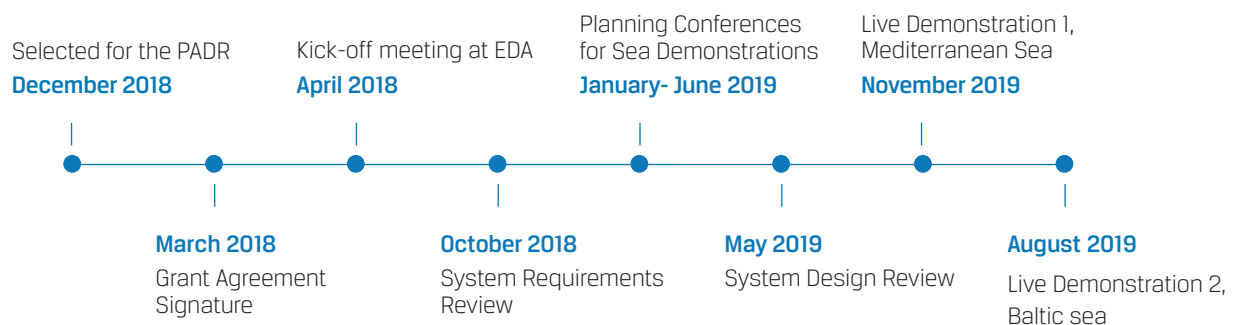 Selected for the PADR
December 2018
Kick-off meeting at EDA
April 2018
Planning Conferences
for Sea Demonstrations
January- June 2019
Live Demonstration 1,
Mediterranean Sea
November 2019
March 2018
Grant Agreement
Signature
October 2018
System Requirements
Review
May 2019
System Design Review
August 2019
Live Demonstration 2,
Baltic sea